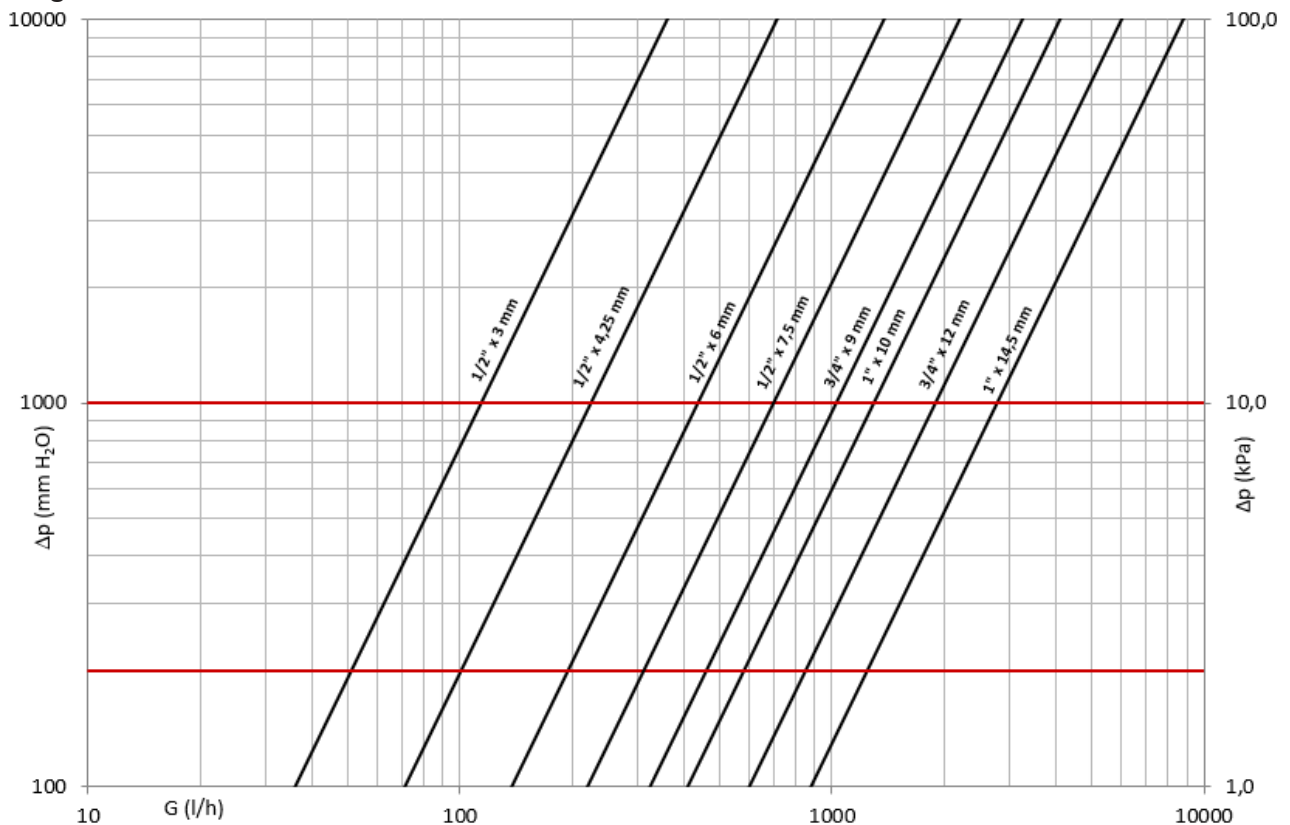 10000
100,0
1/2" x 3 mm
1/2" x 4,25 mm
1/2" x 6 mm
1/2" x 7,5 mm
3/4" x 9 mm
1" x 10 mm
3/4" x 12 mm
1" x 14,5 mm
1000
10,0
Δp (mm H₂O)
Δp (kPa)
100
1,0
10
G (l/h)
100
1000
10000